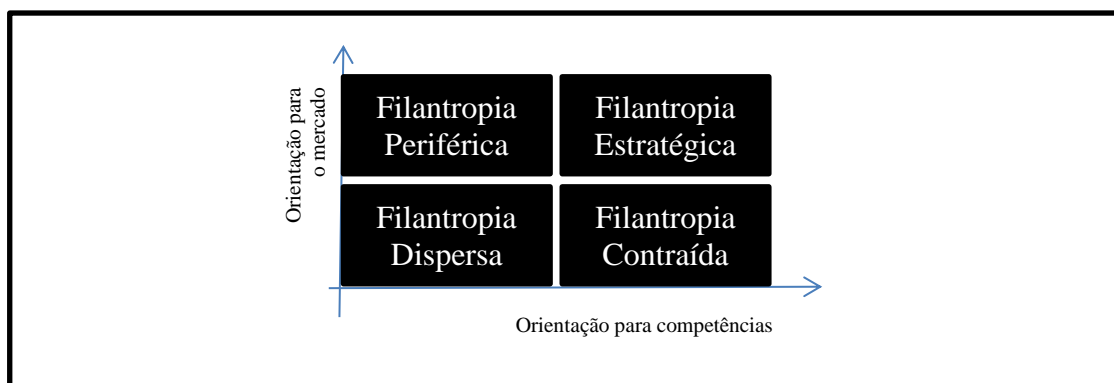 Orientação para
o mercado
Filantropia
Periférica
Filantropia
Estratégica
Filantropia
Dispersa
Filantropia
Contraída
Orientação para competências